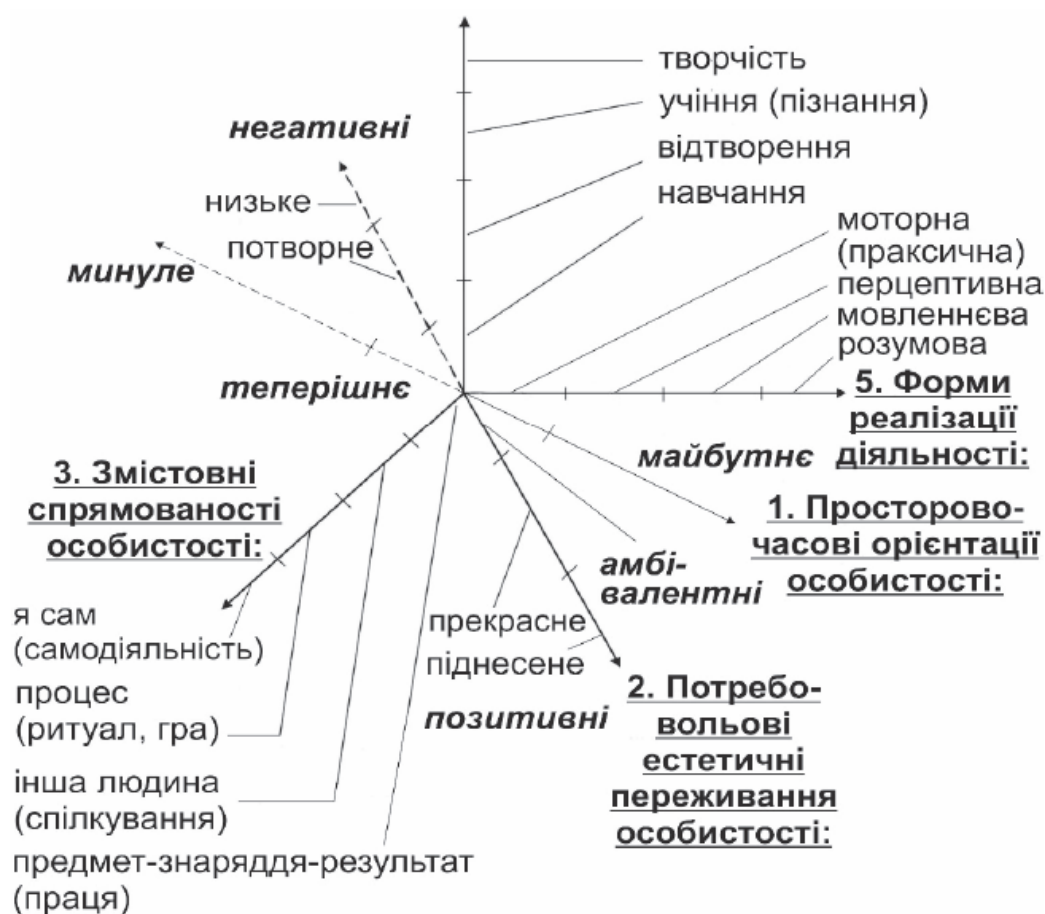 творчість
учіння (пізнання)
відтворення
навчання
негативні
низьке
потворне
минуле
теперішнє
моторна
(праксична)
перцептивна
мовленнєва
розумова
5. Форми
реалізації
діяльності:
майбутнє
1. Просторово-
часові орієнтації
особистості:
3. Змістовні
спрямованості
особистості:
амбі-
валентні
прекрасне
піднесене
позитивні
2. Потребо-
вольові
естетичні
переживання
особистості:
я сам
(самодіяльність)
процес
(ритуал, гра)
інша людина
(спілкування)
предмет-знаряддя-результат
(праця)